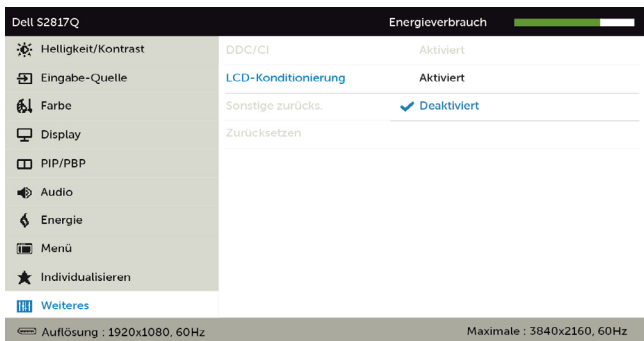 Dell S2817Q Energieverbrauch
Helligkeit/Kontrast DDC/CI Aktiviert
Eingabe-Quelle LCD-Konditionierung Aktiviert
Farbe Sonstige zurücks. Deaktiviert
Display Zurücksetzen
PIP/PBP
Audio
Energie
Menü
Individualisieren
Weiteres
Auflösung : 1920x1080, 60Hz Maximale : 3840x2160, 60Hz